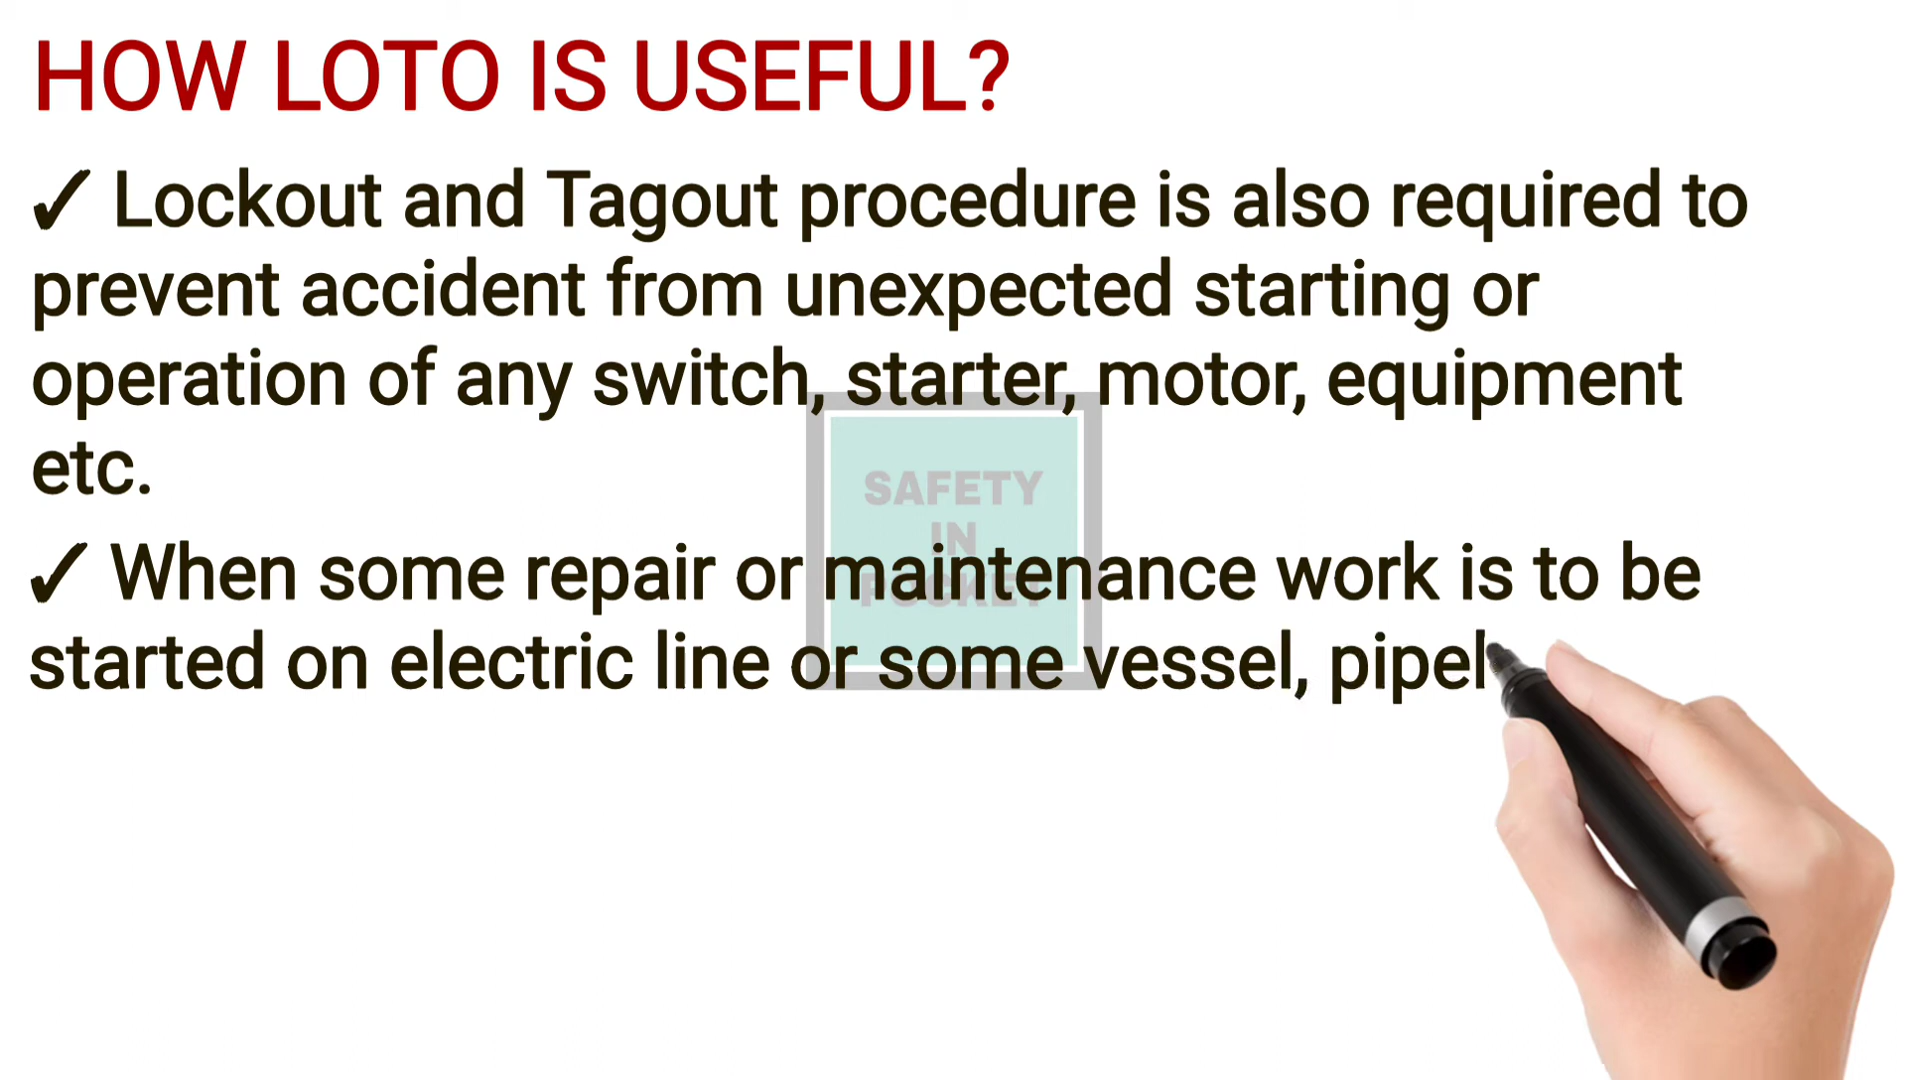 HOW LOTO IS USEFUL?
✓ Lockout and Tagout procedure is also required to
prevent accident from unexpected starting or
operation of any switch, starter, motor, equipment
etc.
SAFETY
IN
POCKET
✓ When some repair or maintenance work is to be
started on electric line or some vessel, pipel